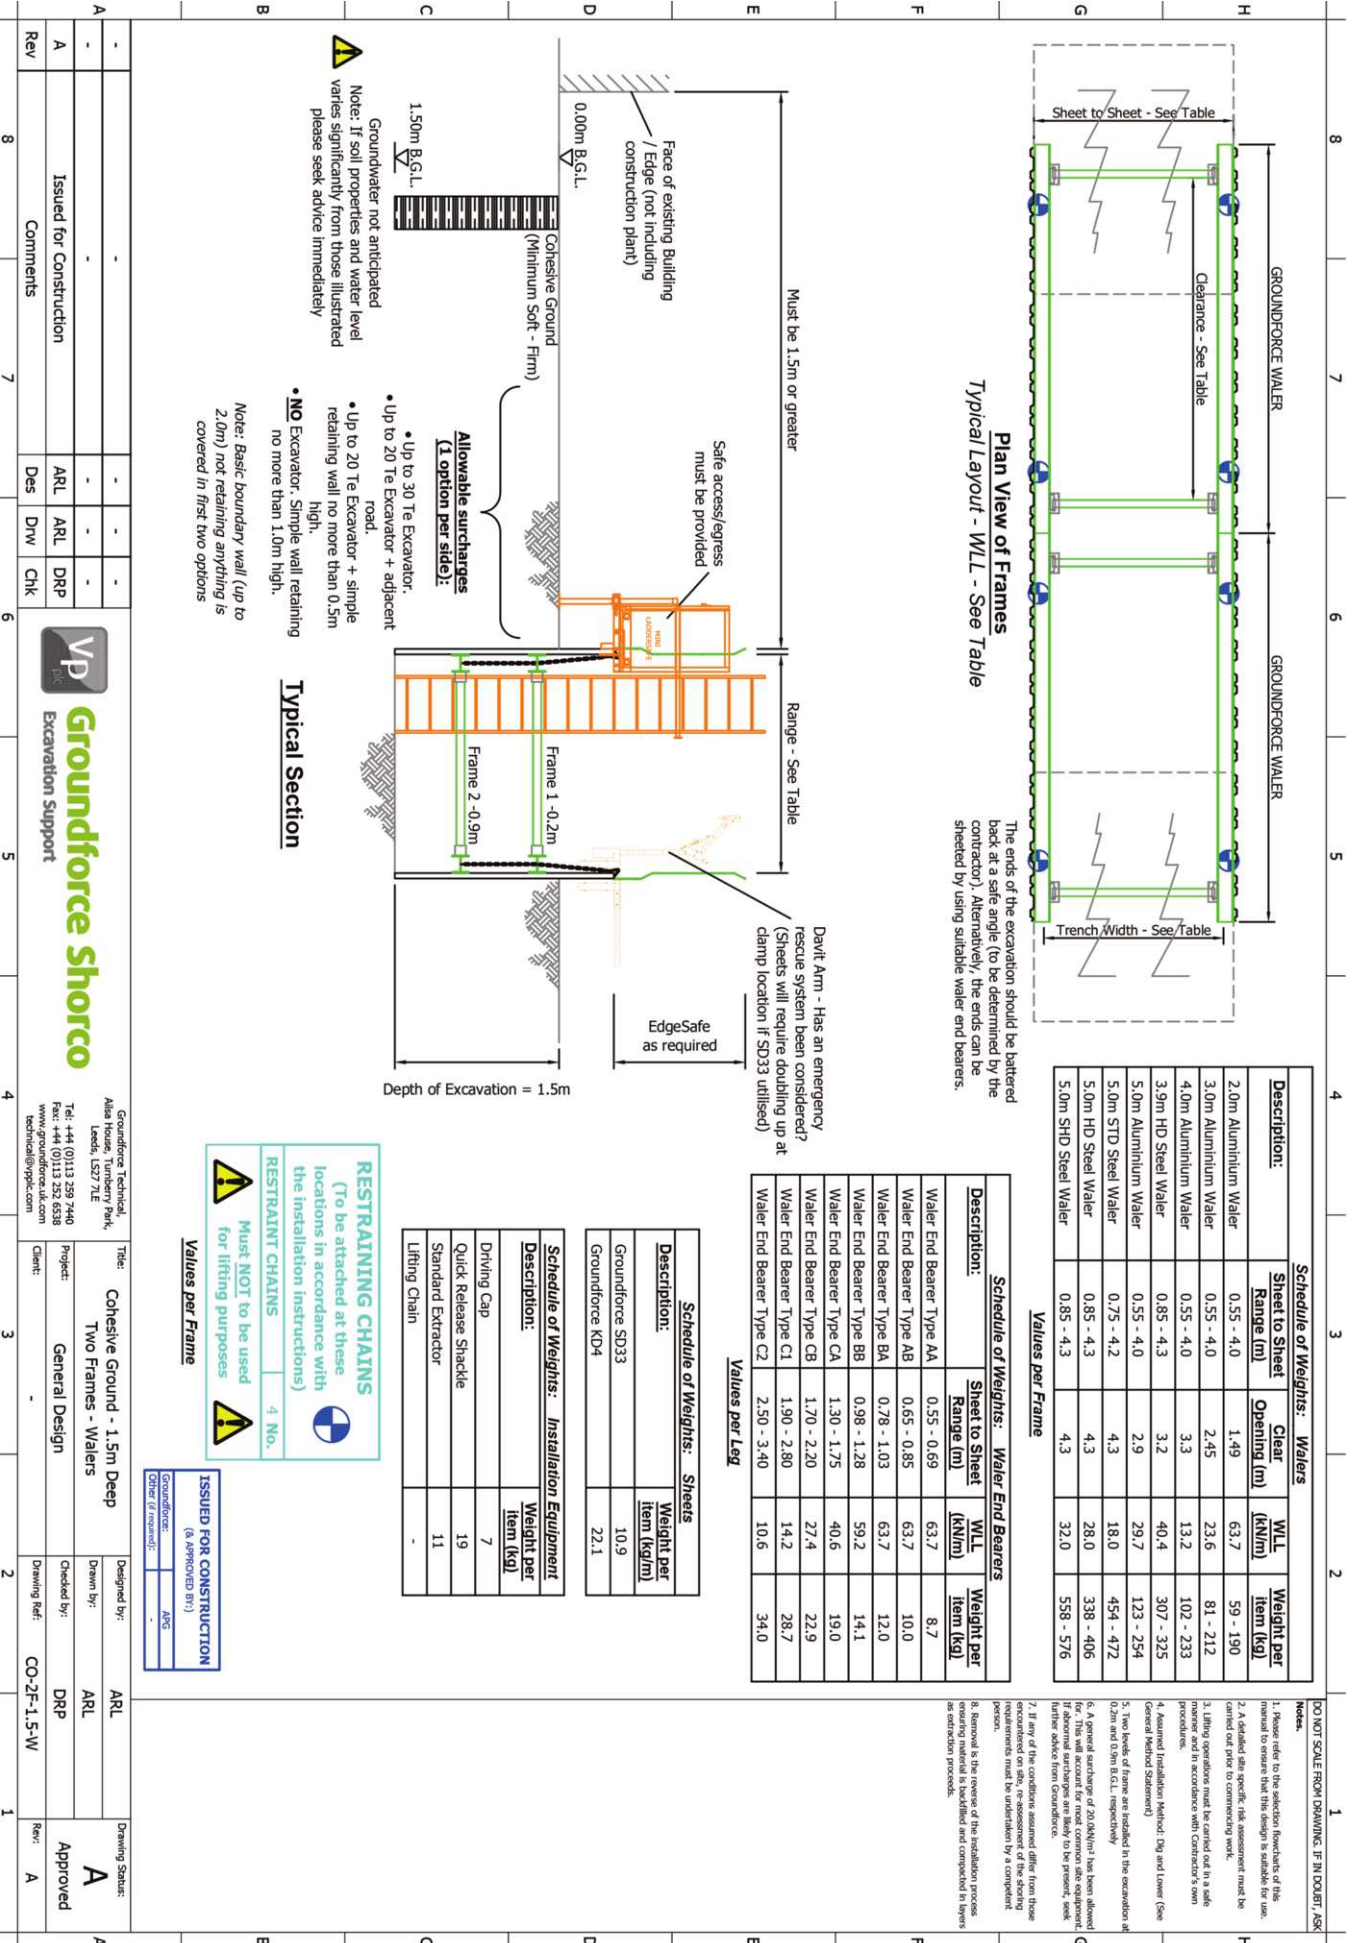 Sheet to Sheet - See Table
GROUNDFORCE WALER
GROUNDFORCE WALER
Clearance - See Table
Trench Width - See Table
Plan View of Frames
Typical Layout - WLL - See Table
The ends of the excavation should be battered
back at a safe angle (to be determined by the
contractor). Alternatively, the ends can be
sheeted by using suitable waler end bearers.
Must be 1.5m or greater
Range - See Table
Face of existing Building
/ Edge (not including
construction plant)
Safe access/egress
must be provided
MINI
LADDERSAFE
Davit Arm - Has an emergency
rescue system been considered?
(Sheets will require doubling up at
clamp location if SD33 utilised)
EdgeSafe
as required
0.00m B.G.L.
1.50m B.G.L.
Cohesive Ground
(Minimum Soft - Firm)
Frame 1 -0.2m
Frame 2 -0.9m
Depth of Excavation = 1.5m
Groundwater not anticipated
Note: If soil properties and water level
varies significantly from those illustrated
please seek advice immediately
Allowable surcharges
(1 option per side):
• Up to 30 Te Excavator.
• Up to 20 Te Excavator + adjacent
road.
• Up to 20 Te Excavator + simple
retaining wall no more than 0.5m
high.
• NO Excavator. Simple wall retaining
no more than 1.0m high.
Note: Basic boundary wall (up to
2.0m) not retaining anything is
covered in first two options
Typical Section
Schedule of Weights: Walers
Description: Sheet to Sheet Range (m) Clear Opening (m) WLL (kN/m) Weight per item (kg)
2.0m Aluminium Waler 0.55 - 4.0 1.49 63.7 59 - 190
3.0m Aluminium Waler 0.55 - 4.0 2.45 23.6 81 - 212
4.0m Aluminium Waler 0.55 - 4.0 3.3 13.2 102 - 233
3.9m HD Steel Waler 0.85 - 4.3 3.2 40.4 307 - 325
5.0m Aluminium Waler 0.55 - 4.0 2.9 29.7 123 - 254
5.0m STD Steel Waler 0.75 - 4.2 4.3 18.0 454 - 472
5.0m HD Steel Waler 0.85 - 4.3 4.3 28.0 338 - 406
5.0m SHD Steel Waler 0.85 - 4.3 4.3 32.0 558 - 576
Values per Frame
Schedule of Weights: Waler End Bearers
Description: Sheet to Sheet Range (m) WLL (kN/m) Weight per item (kg)
Waler End Bearer Type AA 0.55 - 0.69 63.7 8.7
Waler End Bearer Type AB 0.65 - 0.85 63.7 10.0
Waler End Bearer Type BA 0.78 - 1.03 63.7 12.0
Waler End Bearer Type BB 0.98 - 1.28 59.2 14.1
Waler End Bearer Type CA 1.30 - 1.75 40.6 19.0
Waler End Bearer Type CB 1.70 - 2.20 27.4 22.9
Waler End Bearer Type C1 1.90 - 2.80 14.2 28.7
Waler End Bearer Type C2 2.50 - 3.40 10.6 34.0
Values per Leg
Schedule of Weights: Sheets
Description: Weight per item (kg/m)
Groundforce SD33 10.9
Groundforce KD4 22.1
Schedule of Weights: Installation Equipment
Description: Weight per item (kg)
Driving Cap 7
Quick Release Shackle 19
Standard Extractor 11
Lifting Chain -
RESTRAINING CHAINS
(To be attached at these
locations in accordance with
the installation instructions)
RESTRAINT CHAINS 4 No.
Must NOT to be used
for lifting purposes
Values per Frame
ISSUED FOR CONSTRUCTION
(& APPROVED BY:)
Groundforce: APG
Other (if required): -
DO NOT SCALE FROM DRAWING. IF IN DOUBT, ASK
Notes.
1. Please refer to the selection flowcharts of this
manual to ensure that this design is suitable for use.
2. A detailed site specific risk assessment must be
carried out prior to commencing work.
3. Lifting operations must be carried out in a safe
manner and in accordance with Contractor's own
procedures.
4. Assumed Installation Method: Dig and Lower (See
General Method Statement)
5. Two levels of frame are installed in the excavation at
0.2m and 0.9m B.G.L. respectively
6. A general surcharge of 20.0kN/m² has been allowed
for. This will account for most common site equipment.
If abnormal surcharges are likely to be present, seek
further advice from Groundforce.
7. If any of the conditions assumed differ from those
encountered on site, re-assessment of the shoring
requirements must be undertaken by a competent
person.
8. Removal is the reverse of the installation process
ensuring material is backfilled and compacted in layers
as extraction proceeds.
- - - - -
- - - - -
A Issued for Construction ARL ARL DRP
Rev Comments Des Drw Chk
Vp
plc
Groundforce Shorco
Excavation Support
Groundforce Technical,
Ailsa House, Turnberry Park,
Leeds, LS27 7LE
Tel: +44 (0)113 259 7440
Fax: +44 (0)113 252 6538
www.groundforce.uk.com
technical@vpplc.com
Title: Cohesive Ground - 1.5m Deep
Two Frames - Walers
Project: General Design
Client: -
Designed by: ARL
Drawn by: ARL
Checked by: DRP
Drawing Ref: CO-2F-1.5-W
Drawing Status:
A
Approved
Rev: A
8 7 6 5 4 3 2 1
8 7 6 5 4 3 2 1
H G F E D C B A
H G F E D C B A